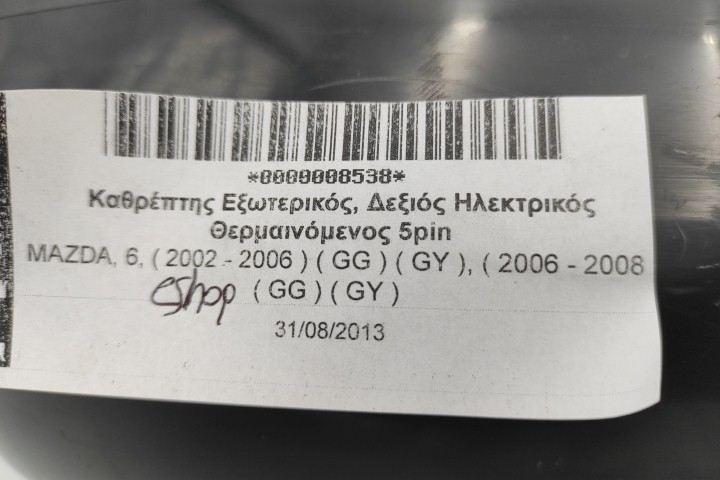 *0000008538*
Καθρέπτης Εξωτερικός, Δεξιός Ηλεκτρικός
Θερμαινόμενος 5pin
MAZDA, 6, ( 2002 - 2006 ) ( GG ) ( GY ), ( 2006 - 2008
eshop ( GG ) ( GY )
31/08/2013